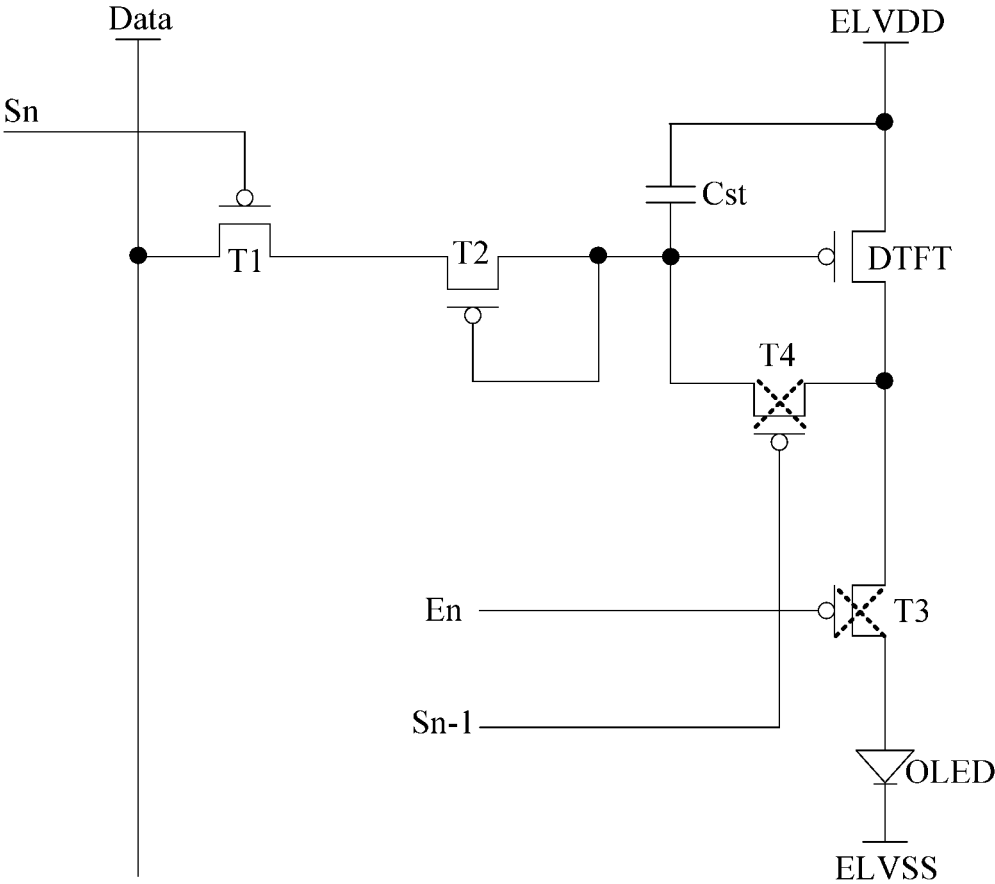 Data
ELVDD
Sn
Cst
T1
T2
DTFT
T4
En
T3
Sn-1
OLED
ELVSS